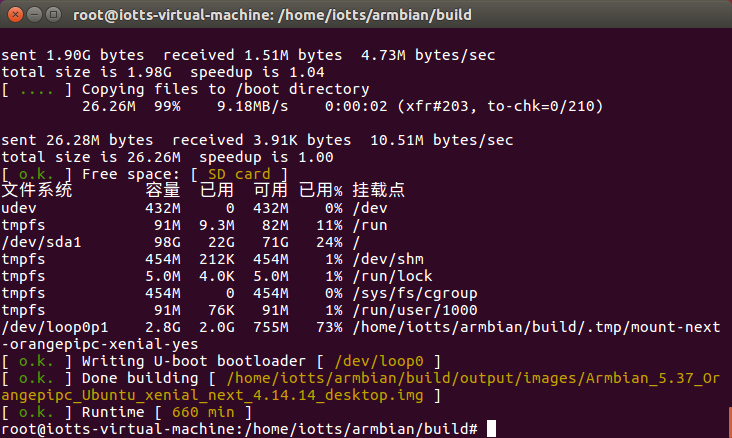 root@iotts-virtual-machine: /home/iotts/armbian/build
sent 1.90G bytes  received 1.51M bytes  4.73M bytes/sec
total size is 1.98G  speedup is 1.04
[ .... ] Copying files to /boot directory
         26.26M  99%    9.18MB/s    0:00:02 (xfr#203, to-chk=0/210)
sent 26.28M bytes  received 3.91K bytes  10.51M bytes/sec
total size is 26.26M  speedup is 1.00
[ o.k. ] Free space: [ SD card ]
文件系统        容量  已用  可用 已用% 挂载点
udev            432M     0  432M    0% /dev
tmpfs            91M  9.3M   82M   11% /run
/dev/sda1        98G   22G   71G   24% /
tmpfs           454M  212K  454M    1% /dev/shm
tmpfs           5.0M  4.0K  5.0M    1% /run/lock
tmpfs           454M     0  454M    0% /sys/fs/cgroup
tmpfs            91M   76K   91M    1% /run/user/1000
/dev/loop0p1    2.8G  2.0G  755M   73% /home/iotts/armbian/build/.tmp/mount-next
-orangepipc-xenial-yes
[ o.k. ] Writing U-boot bootloader [ /dev/loop0 ]
[ o.k. ] Done building [ /home/iotts/armbian/build/output/images/Armbian_5.37_Or
angepipc_Ubuntu_xenial_next_4.14.14_desktop.img ]
[ o.k. ] Runtime [ 660 min ]
root@iotts-virtual-machine:/home/iotts/armbian/build#